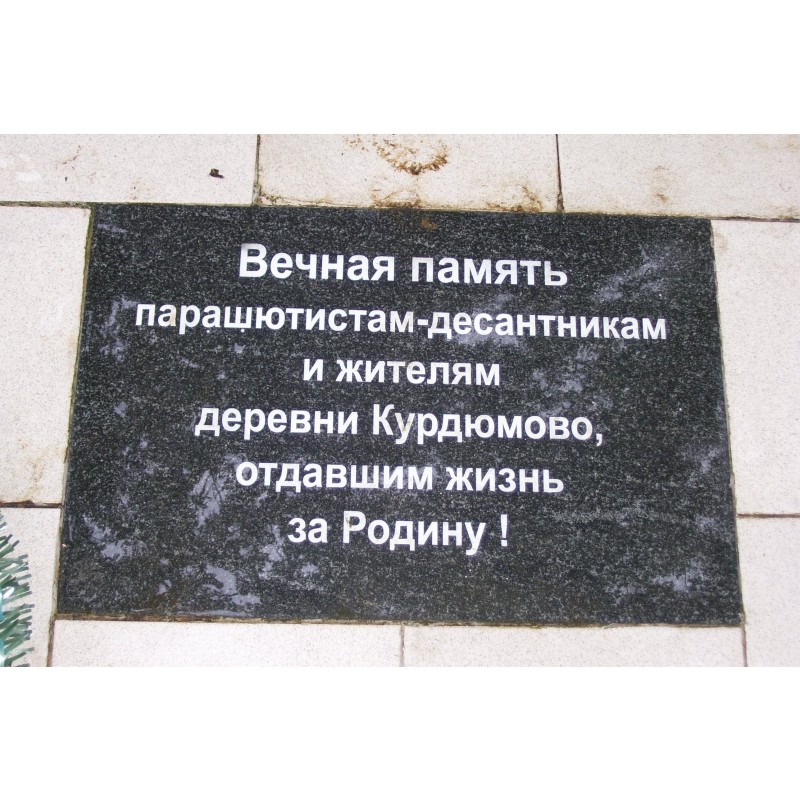 Вечная память
парашютистам-десантникам
и жителям
деревни Курдюмово,
отдавшим жизнь
за Родину !